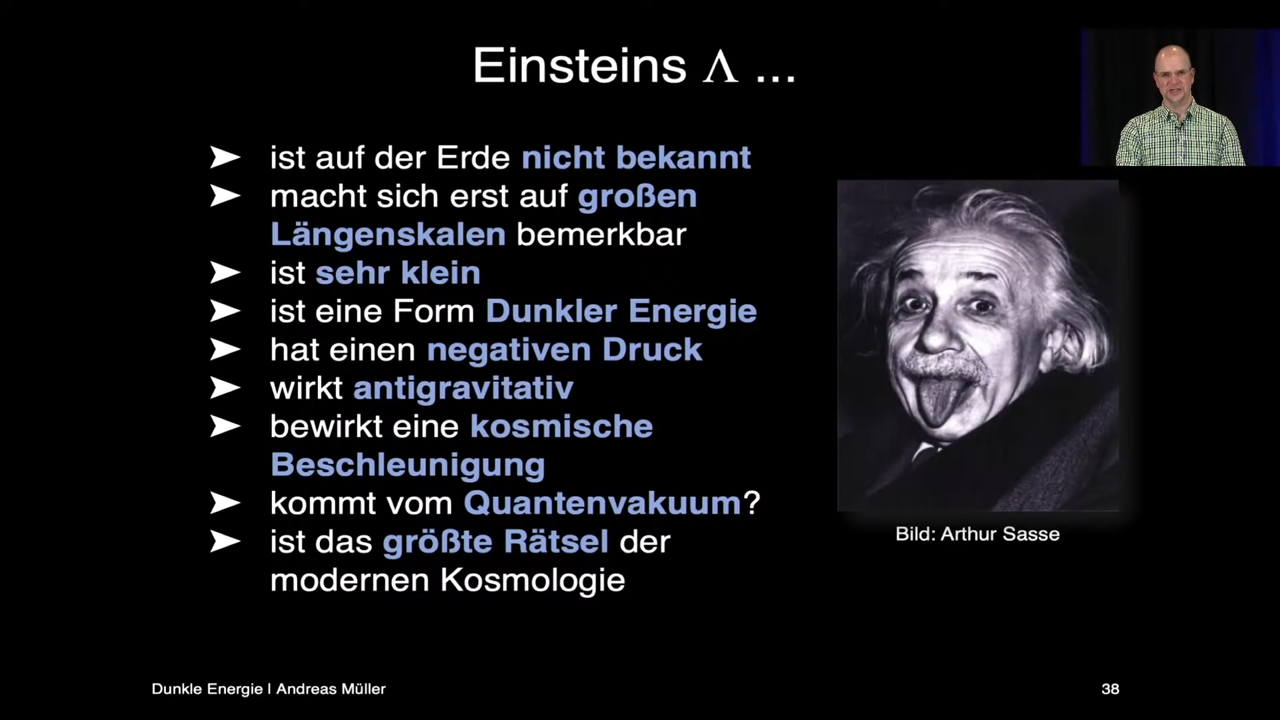 Einsteins Λ ...
➤ ist auf der Erde nicht bekannt
➤ macht sich erst auf großen
Längenskalen bemerkbar
➤ ist sehr klein
➤ ist eine Form Dunkler Energie
➤ hat einen negativen Druck
➤ wirkt antigravitativ
➤ bewirkt eine kosmische
Beschleunigung
➤ kommt vom Quantenvakuum?
➤ ist das größte Rätsel der
modernen Kosmologie
Bild: Arthur Sasse
Dunkle Energie | Andreas Müller
38